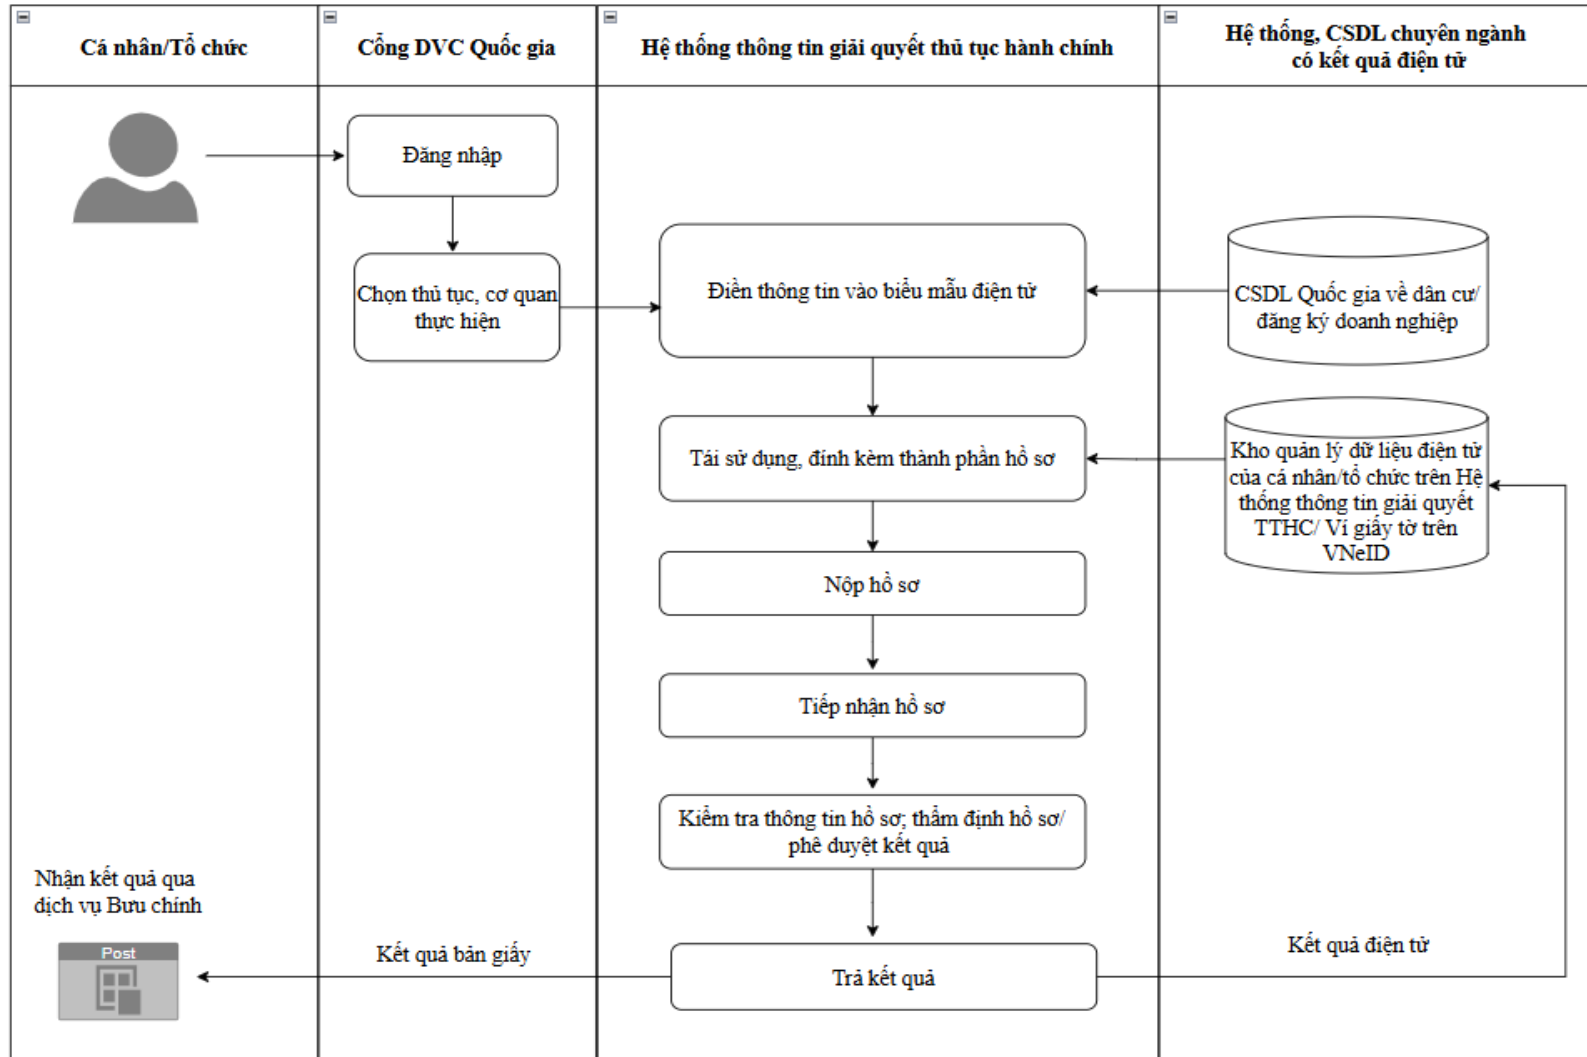 Cá nhân/Tổ chức
Cổng DVC Quốc gia
Hệ thống thông tin giải quyết thủ tục hành chính
Hệ thống, CSDL chuyên ngành
có kết quả điện tử
Đăng nhập
Chọn thủ tục, cơ quan
thực hiện
Điền thông tin vào biểu mẫu điện tử
CSDL Quốc gia về dân cư/
đăng ký doanh nghiệp
Tái sử dụng, đính kèm thành phần hồ sơ
Kho quản lý dữ liệu điện tử
của cá nhân/tổ chức trên Hệ
thống thông tin giải quyết
TTHC/ Ví giấy tờ trên
VNeID
Nộp hồ sơ
Tiếp nhận hồ sơ
Kiểm tra thông tin hồ sơ; thẩm định hồ sơ/
phê duyệt kết quả
Nhận kết quả qua
dịch vụ Bưu chính
Post
Kết quả bản giấy
Trả kết quả
Kết quả điện tử